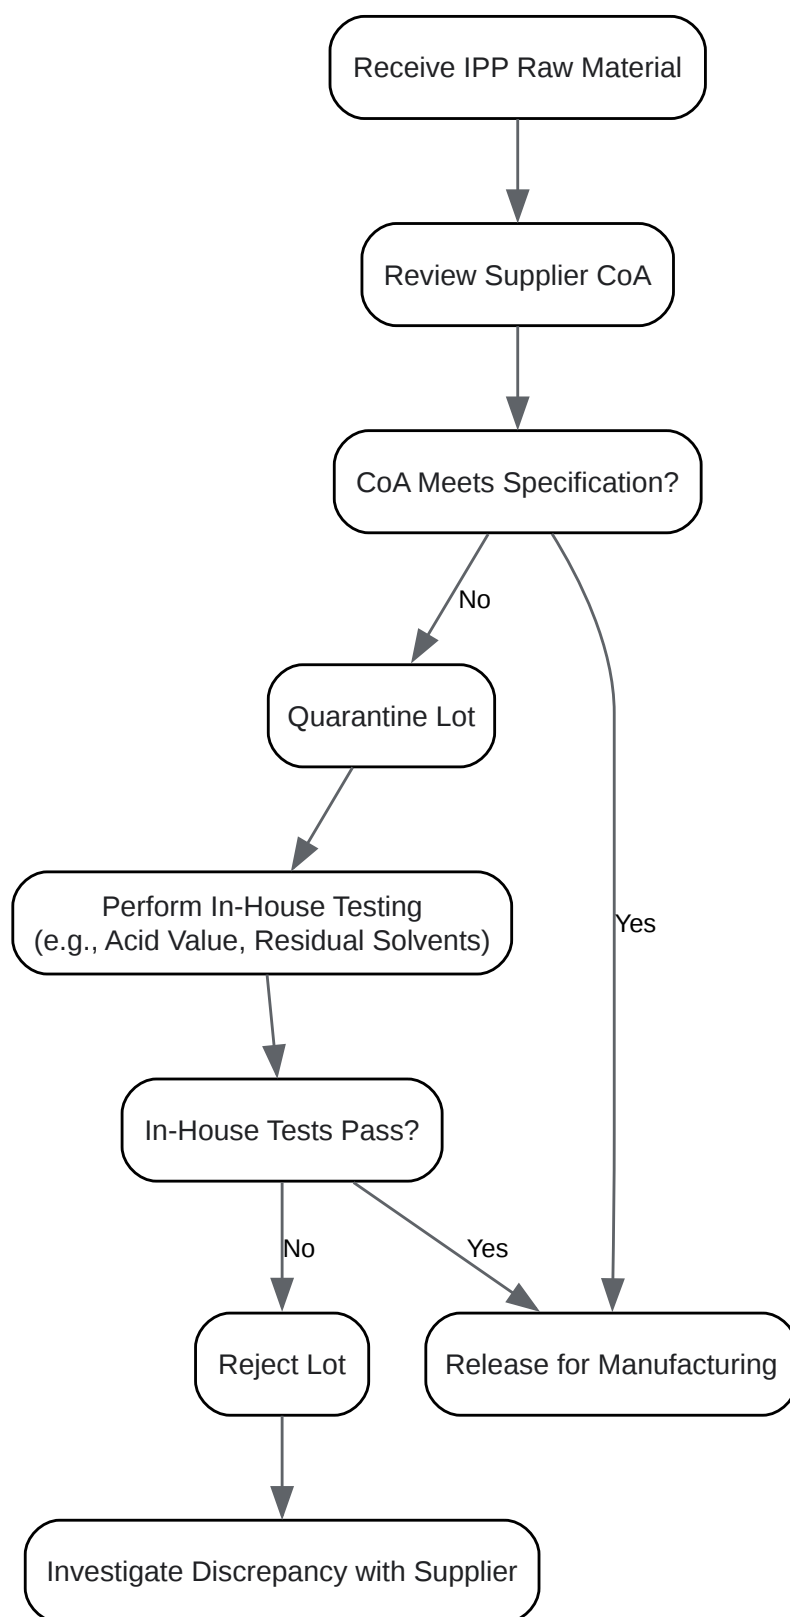 Receive IPP Raw Material
Review Supplier CoA
CoA Meets Specification?
No
Quarantine Lot
Perform In-House Testing
(e.g., Acid Value, Residual Solvents)
Yes
In-House Tests Pass?
No
Yes
Reject Lot
Release for Manufacturing
Investigate Discrepancy with Supplier